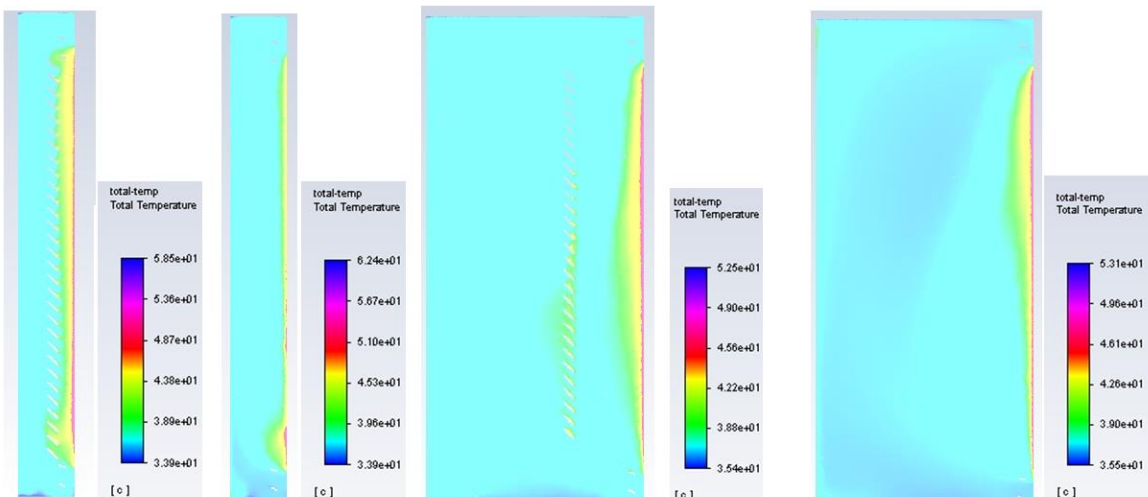 total-temp
Total Temperature
5.85e+01
5.36e+01
4.87e+01
4.38e+01
3.89e+01
3.39e+01
[c]
total-temp
Total Temperature
6.24e+01
5.67e+01
5.10e+01
4.53e+01
3.96e+01
3.39e+01
[c]
total-temp
Total Temperature
5.25e+01
4.90e+01
4.56e+01
4.22e+01
3.88e+01
3.54e+01
[c]
total-temp
Total Temperature
5.31e+01
4.96e+01
4.61e+01
4.26e+01
3.90e+01
3.55e+01
[c]